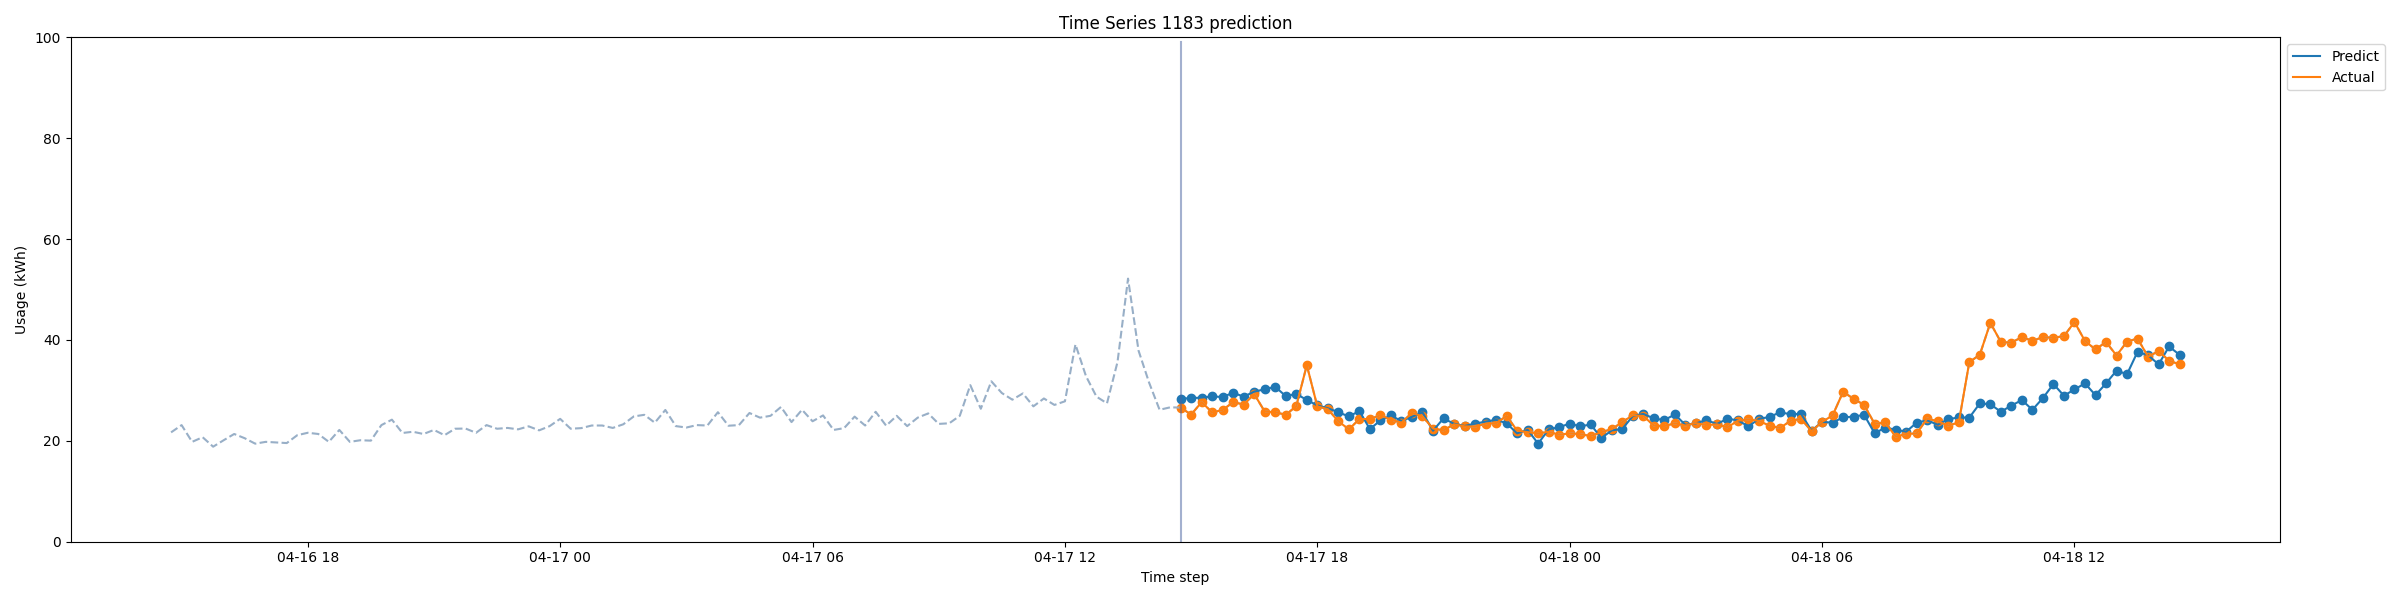 Time Series 1183 prediction
Predict
Actual
100
80
60
40
20
0
Usage (kWh)
04-16 18 04-17 00 04-17 06 04-17 12 04-17 18 04-18 00 04-18 06 04-18 12
Time step